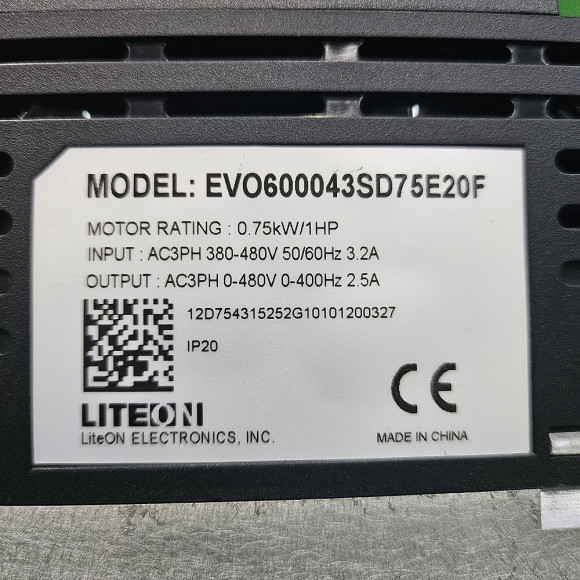 MODEL: EVO600043SD75E20F
MOTOR RATING : 0.75kW/1HP
INPUT : AC3PH 380-480V 50/60Hz 3.2A
OUTPUT : AC3PH 0-480V 0-400Hz 2.5A
12D754315252G10101200327
IP20
CE
LITEON
LiteON ELECTRONICS, INC.
MADE IN CHINA